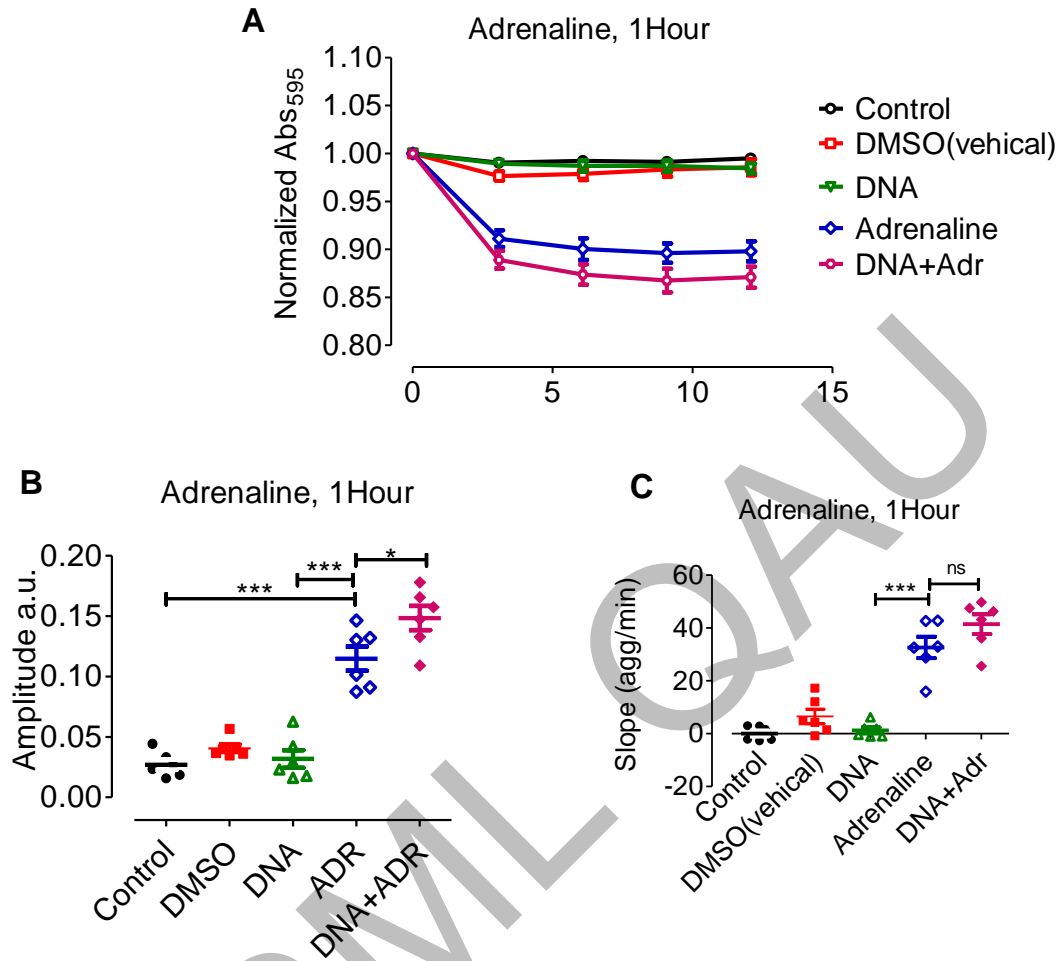 A
Adrenaline, 1Hour
Normalized Abs595
1.10
1.05
1.00
0.95
0.90
0.85
0.80
0
5
10
15
Control
DMSO(vehical)
DNA
Adrenaline
DNA+Adr
B
Adrenaline, 1Hour
Amplitude a.u.
0.20
0.15
0.10
0.05
0.00
***
***
*
Control
DMSO
DNA
ADR
DNA+ADR
C
Adrenaline, 1Hour
Slope (agg/min)
60
40
20
0
-20
***
ns
Control
DMSO(vehical)
DNA
Adrenaline
DNA+Adr
QAU